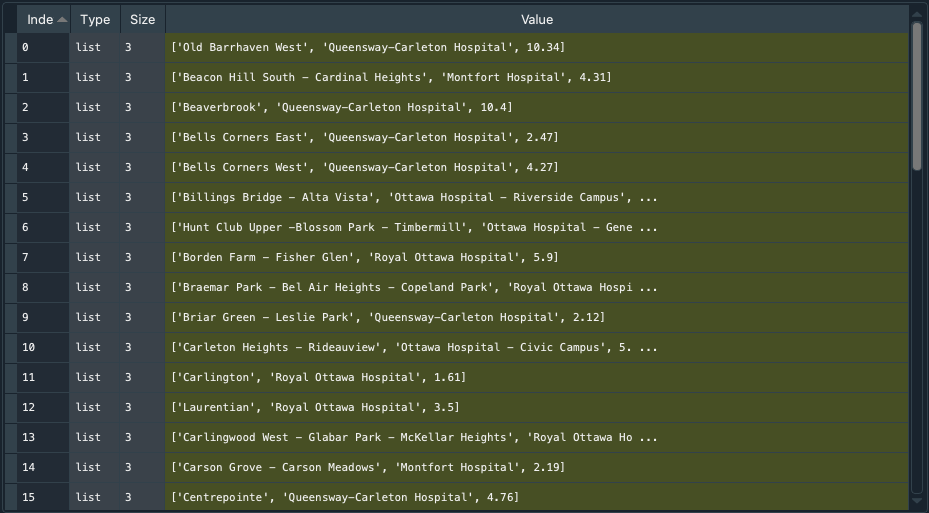 Inde Type Size Value
0 list 3 ['Old Barrhaven West', 'Queensway-Carleton Hospital', 10.34]
1 list 3 ['Beacon Hill South - Cardinal Heights', 'Montfort Hospital', 4.31]
2 list 3 ['Beaverbrook', 'Queensway-Carleton Hospital', 10.4]
3 list 3 ['Bells Corners East', 'Queensway-Carleton Hospital', 2.47]
4 list 3 ['Bells Corners West', 'Queensway-Carleton Hospital', 4.27]
5 list 3 ['Billings Bridge - Alta Vista', 'Ottawa Hospital - Riverside Campus', ...
6 list 3 ['Hunt Club Upper -Blossom Park - Timbermill', 'Ottawa Hospital - Gene ...
7 list 3 ['Borden Farm - Fisher Glen', 'Royal Ottawa Hospital', 5.9]
8 list 3 ['Braemar Park - Bel Air Heights - Copeland Park', 'Royal Ottawa Hospi ...
9 list 3 ['Briar Green - Leslie Park', 'Queensway-Carleton Hospital', 2.12]
10 list 3 ['Carleton Heights - Rideauview', 'Ottawa Hospital - Civic Campus', 5. ...
11 list 3 ['Carlington', 'Royal Ottawa Hospital', 1.61]
12 list 3 ['Laurentian', 'Royal Ottawa Hospital', 3.5]
13 list 3 ['Carlingwood West - Glabar Park - McKellar Heights', 'Royal Ottawa Ho ...
14 list 3 ['Carson Grove - Carson Meadows', 'Montfort Hospital', 2.19]
15 list 3 ['Centrepointe', 'Queensway-Carleton Hospital', 4.76]